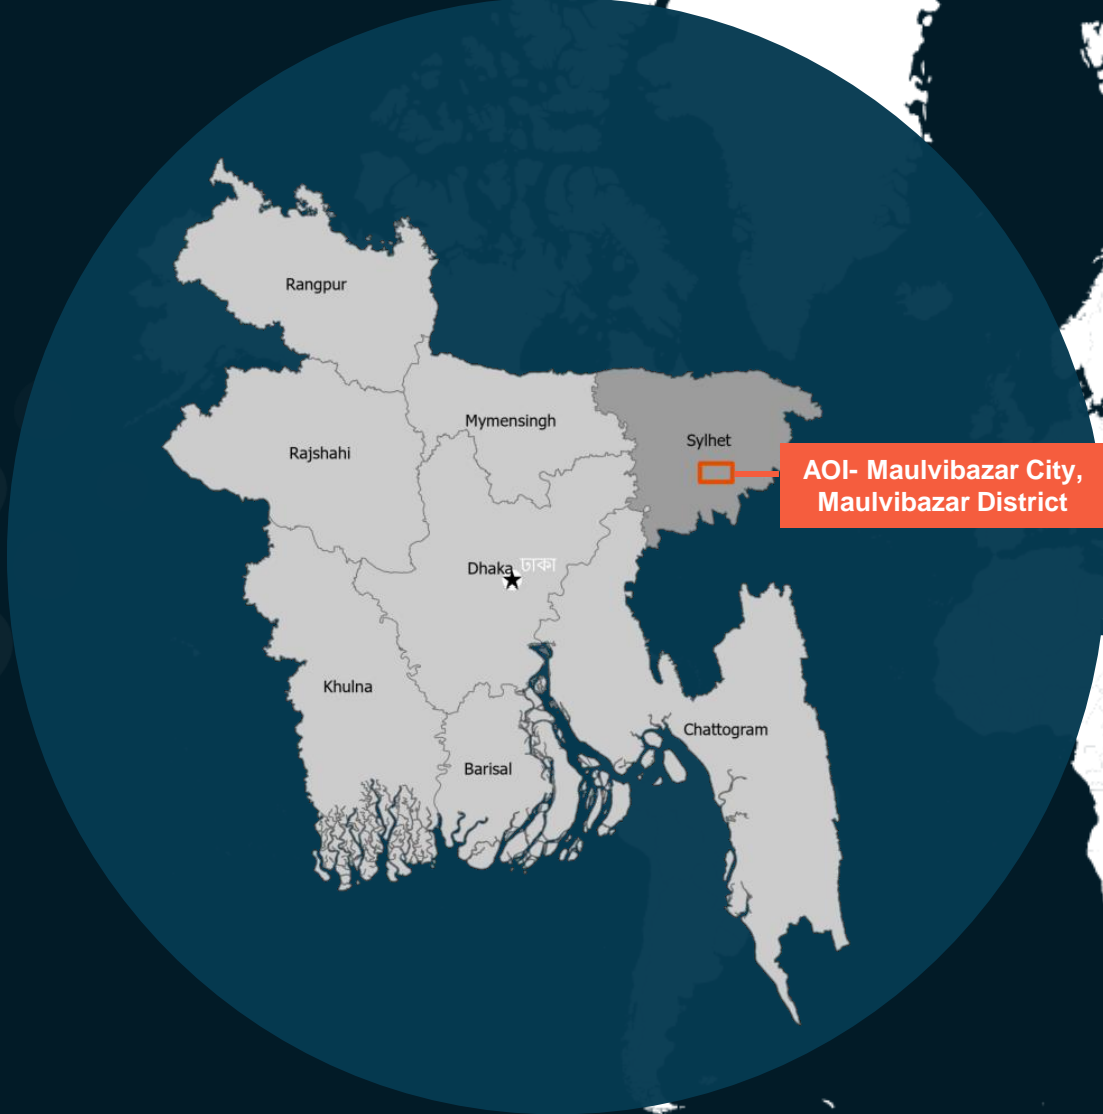 Rangpur
Mymensingh
Sylhet
Rajshahi
AOI- Maulvibazar City,
Maulvibazar District
Dhaka ঢাকা
Khulna
Chattogram
Barisal